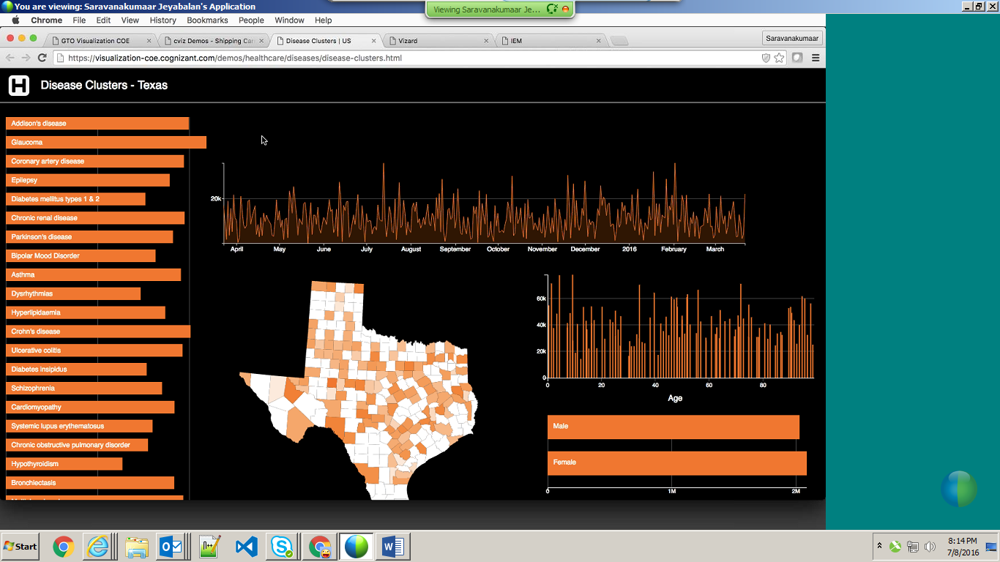 You are viewing: Saravanakumaar Jeyabalan's Application
Viewing Saravanakumaar Je...
Chrome File Edit View History Bookmarks People Window Help
GTO Visualization COE
cviz Demos - Shipping Car
Disease Clusters | US
Vizard
IEM
Saravanakumaar
https://visualization-coe.cognizant.com/demos/healthcare/diseases/disease-clusters.html
H
Disease Clusters - Texas
Addison's disease
Glaucoma
Coronary artery disease
Epilepsy
Diabetes mellitus types 1 & 2
Chronic renal disease
Parkinson's disease
Bipolar Mood Disorder
Asthma
Dysrhythmias
Hyperlipidaemia
Crohn's disease
Ulcerative colitis
Diabetes insipidus
Schizophrenia
Cardiomyopathy
Systemic lupus erythematosus
Chronic obstructive pulmonary disorder
Hypothyroidism
Bronchiectasis
20k
April May June July August September October November December 2016 February March
60k
40k
20k
0
0 20 40 60 80
Age
Male
Female
0 1M 2M
Start
8:14 PM
7/8/2016